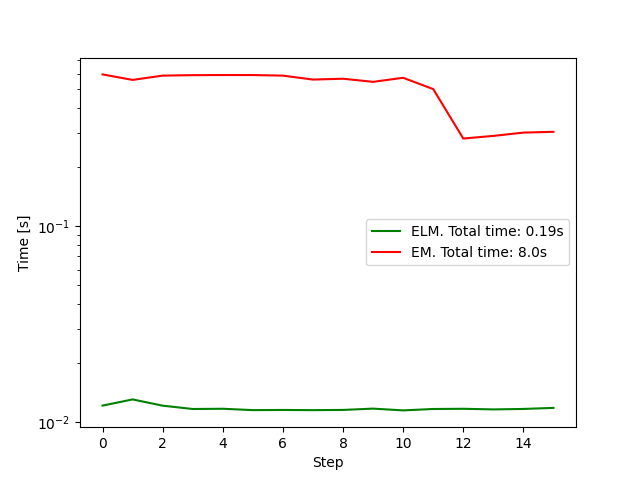 10⁻¹
10⁻²
Time [s]
ELM. Total time: 0.19s
EM. Total time: 8.0s
0 2 4 6 8 10 12 14
Step